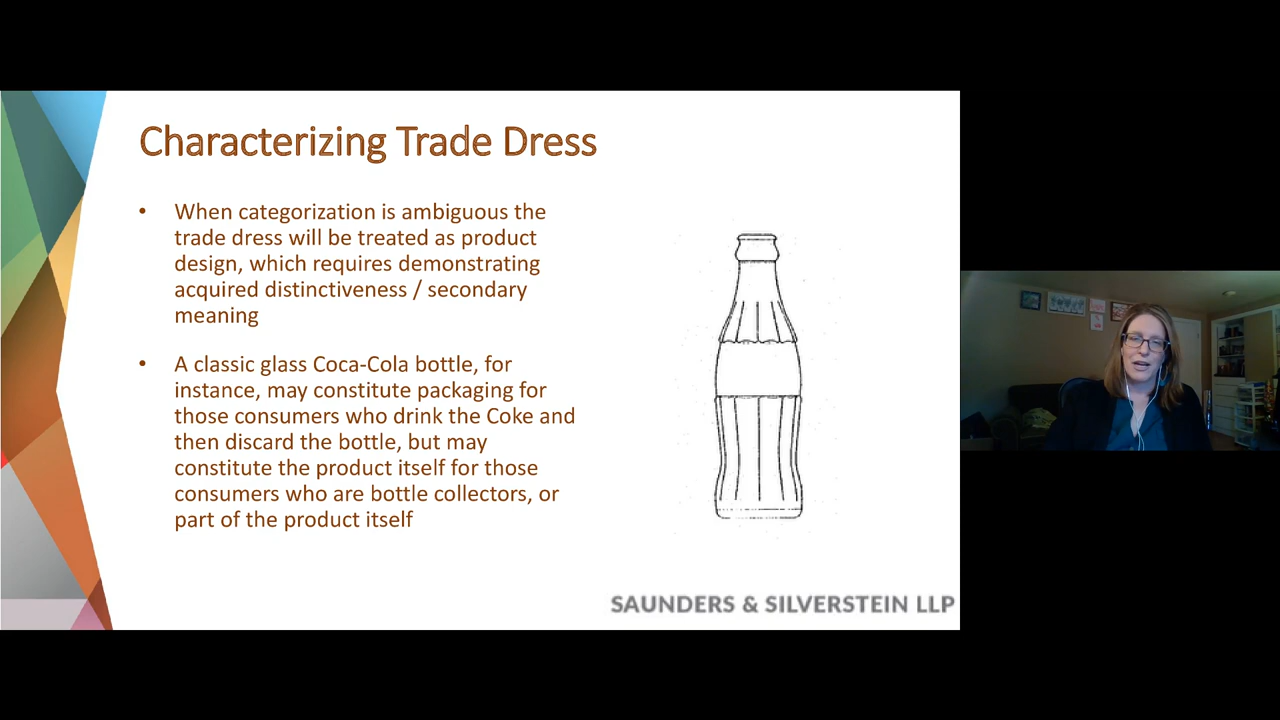 Characterizing Trade Dress
• When categorization is ambiguous the
trade dress will be treated as product
design, which requires demonstrating
acquired distinctiveness / secondary
meaning
• A classic glass Coca-Cola bottle, for
instance, may constitute packaging for
those consumers who drink the Coke and
then discard the bottle, but may
constitute the product itself for those
consumers who are bottle collectors, or
part of the product itself
SAUNDERS & SILVERSTEIN LLP